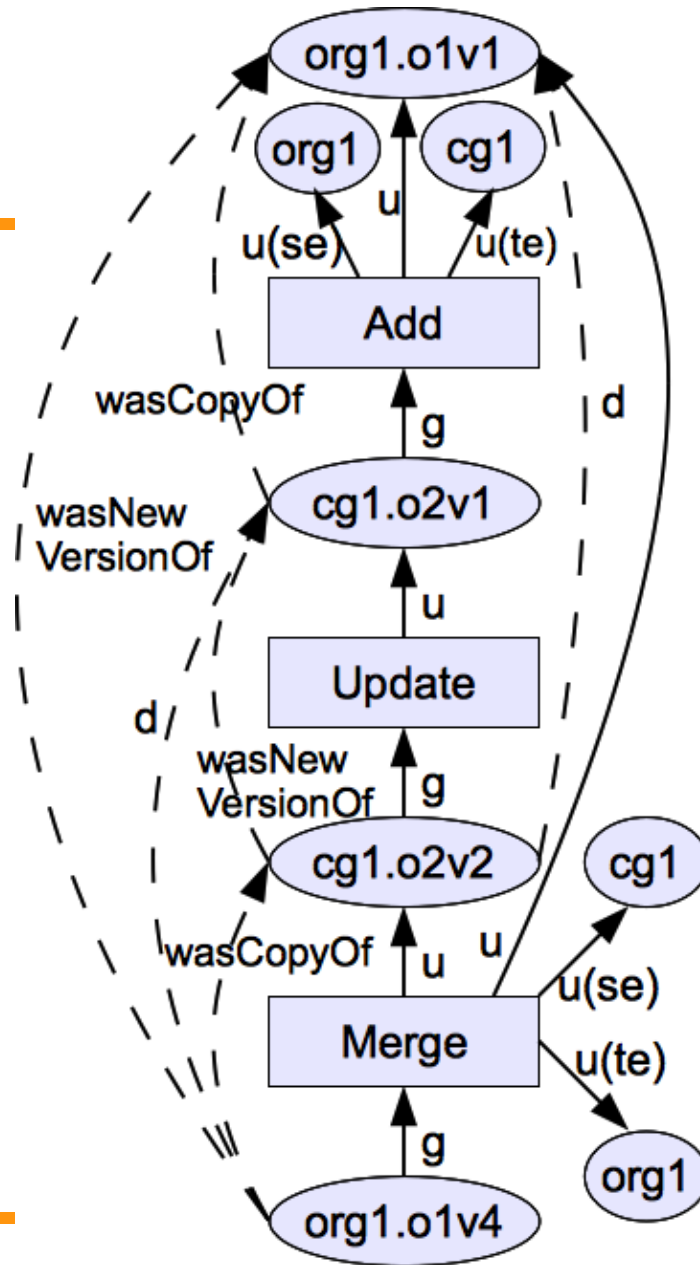 org1.o1v1
org1
cg1
u
u(se)
u(te)
Add
wasCopyOf
d
g
cg1.o2v1
wasNew
VersionOf
u
Update
d
wasNew
VersionOf
g
cg1.o2v2
cg1
wasCopyOf
u
u
u(se)
Merge
u(te)
g
org1
org1.o1v4